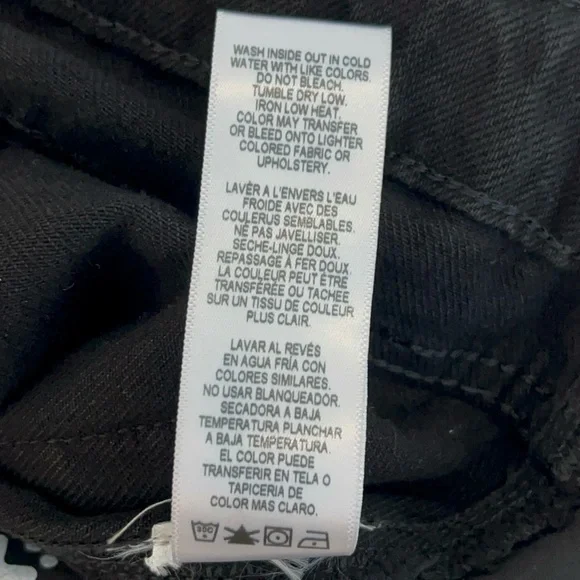 WASH INSIDE OUT IN COLD
WATER WITH LIKE COLORS.
DO NOT BLEACH.
TUMBLE DRY LOW.
IRON LOW HEAT.
COLOR MAY TRANSFER
OR BLEED ONTO LIGHTER
COLORED FABRIC OR
UPHOLSTERY.
LAVÉR A L'ENVERS L'EAU
FROIDE AVEC DES
COULERUS SEMBLABLES.
NE PAS JAVELLISER.
SECHE-LINGE DOUX.
REPASSAGE À FER DOUX.
LA COULEUR PEUT ÊTRE
TRANSFÉRÉE OU TACHEE
SUR UN TISSU DE COULEUR
PLUS CLAIR.
LAVAR AL REVÉS
EN AGUA FRÍA CON
COLORES SIMILARES.
NO USAR BLANQUEADOR.
SECADORA A BAJA
TEMPERATURA PLANCHAR
A BAJA TEMPERATURA.
EL COLOR PUEDE
TRANSFERIR EN TELA O
TAPICERIA DE
COLOR MAS CLARO.